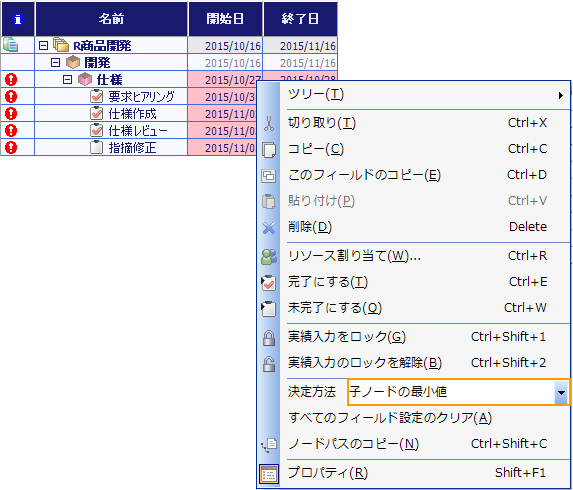 i 名前 開始日 終了日
R商品開発 2015/10/16 2015/11/16
開発 2015/10/16 2015/11/16
仕様 2015/10/27 2015/10/28
要求ヒアリング 2015/10/3
仕様作成 2015/11/0
仕様レビュー 2015/11/0
指摘修正 2015/11/0
ツリー(T)
切り取り(T) Ctrl+X
コピー(C) Ctrl+C
このフィールドのコピー(E) Ctrl+D
貼り付け(P) Ctrl+V
削除(D) Delete
リソース割り当て(W)... Ctrl+R
完了にする(T) Ctrl+E
未完了にする(Q) Ctrl+W
実績入力をロック(G) Ctrl+Shift+1
実績入力のロックを解除(B) Ctrl+Shift+2
決定方法 子ノードの最小値
すべてのフィールド設定のクリア(A)
ノードパスのコピー(N) Ctrl+Shift+C
プロパティ(R) Shift+F1